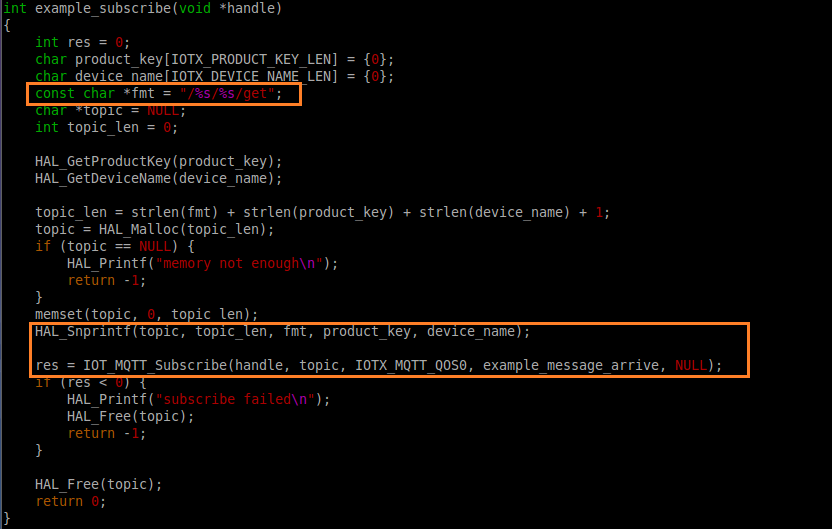 int example_subscribe(void *handle)
{
    int res = 0;
    char product_key[IOTX_PRODUCT_KEY_LEN] = {0};
    char device_name[IOTX_DEVICE_NAME_LEN] = {0};
    const char *fmt = "/%s/%s/get";
    char *topic = NULL;
    int topic_len = 0;

    HAL_GetProductKey(product_key);
    HAL_GetDeviceName(device_name);

    topic_len = strlen(fmt) + strlen(product_key) + strlen(device_name) + 1;
    topic = HAL_Malloc(topic_len);
    if (topic == NULL) {
        HAL_Printf("memory not enough\n");
        return -1;
    }
    memset(topic, 0, topic_len);
    HAL_Snprintf(topic, topic_len, fmt, product_key, device_name);

    res = IOT_MQTT_Subscribe(handle, topic, IOTX_MQTT_QOS0, example_message_arrive, NULL);
    if (res < 0) {
        HAL_Printf("subscribe failed\n");
        HAL_Free(topic);
        return -1;
    }

    HAL_Free(topic);
    return 0;
}